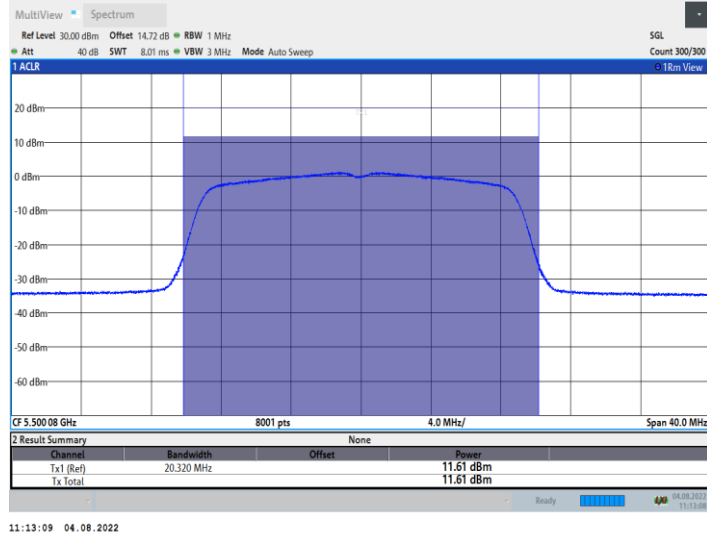 MultiView Spectrum
Ref Level 30.00 dBm Offset 14.72 dB RBW 1 MHz SGL
Att 40 dB SWT 8.01 ms VBW 3 MHz Mode Auto Sweep Count 300/300
1 ACLR 1Rm View
20 dBm
10 dBm
0 dBm
-10 dBm
-20 dBm
-30 dBm
-40 dBm
-50 dBm
-60 dBm
CF 5.500 08 GHz 8001 pts 4.0 MHz/ Span 40.0 MHz
2 Result Summary None
Channel Bandwidth Offset Power
Tx1 (Ref) 20.320 MHz 11.61 dBm
Tx Total 11.61 dBm
Ready 04.08.2022
11:13:08
11:13:09 04.08.2022